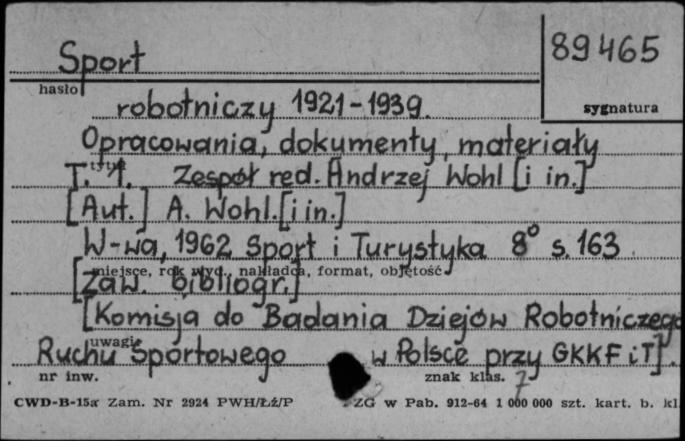 Sport
89465
hasło
sygnatura
robotniczy 1921-1939.
Opracowania, dokumenty, materiały
tytuł
T. 1. Zespół red. Andrzej Wohl [i in.]
[Aut.] A. Wohl.[i in.]
W-wa, 1962 Sport i Turystyka 8° s. 163
miejsce, rok wyd., nakładca, format, objętość
[Zaw. bibliogr.]
[Komisja do Badania Dziejów Robotniczego
uwagi
Ruchu Sportowego w Polsce przy GKKF i T].
nr inw.
znak klas. 7
CWD-B-15a Zam. Nr 2924 PWH/Łź/P ZG w Pab. 912-64 1 000 000 szt. kart. b. kl.